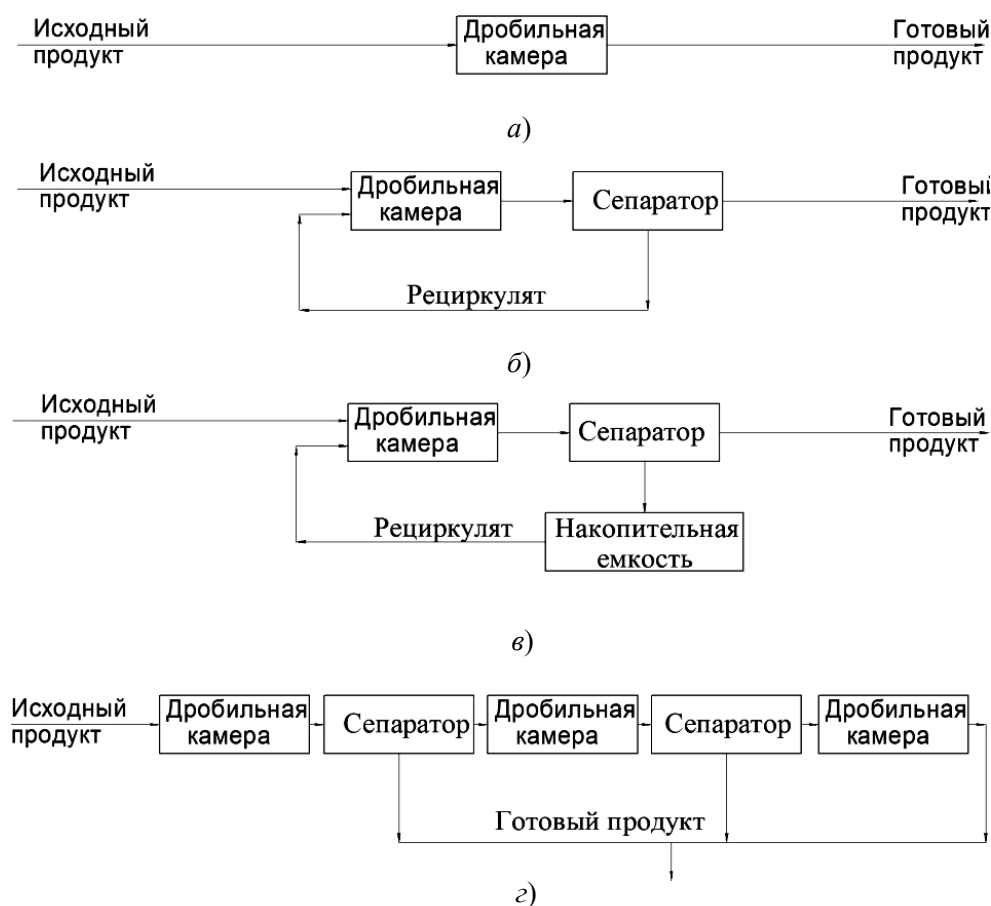 Исходный
продукт
Дробильная
камера
Готовый
продукт
а)
Исходный
продукт
Дробильная
камера
Сепаратор
Готовый
продукт
Рециркулят
б)
Исходный
продукт
Дробильная
камера
Сепаратор
Готовый
продукт
Рециркулят
Накопительная
емкость
в)
Исходный
продукт
Дробильная
камера
Сепаратор
Дробильная
камера
Сепаратор
Дробильная
камера
Готовый продукт
г)